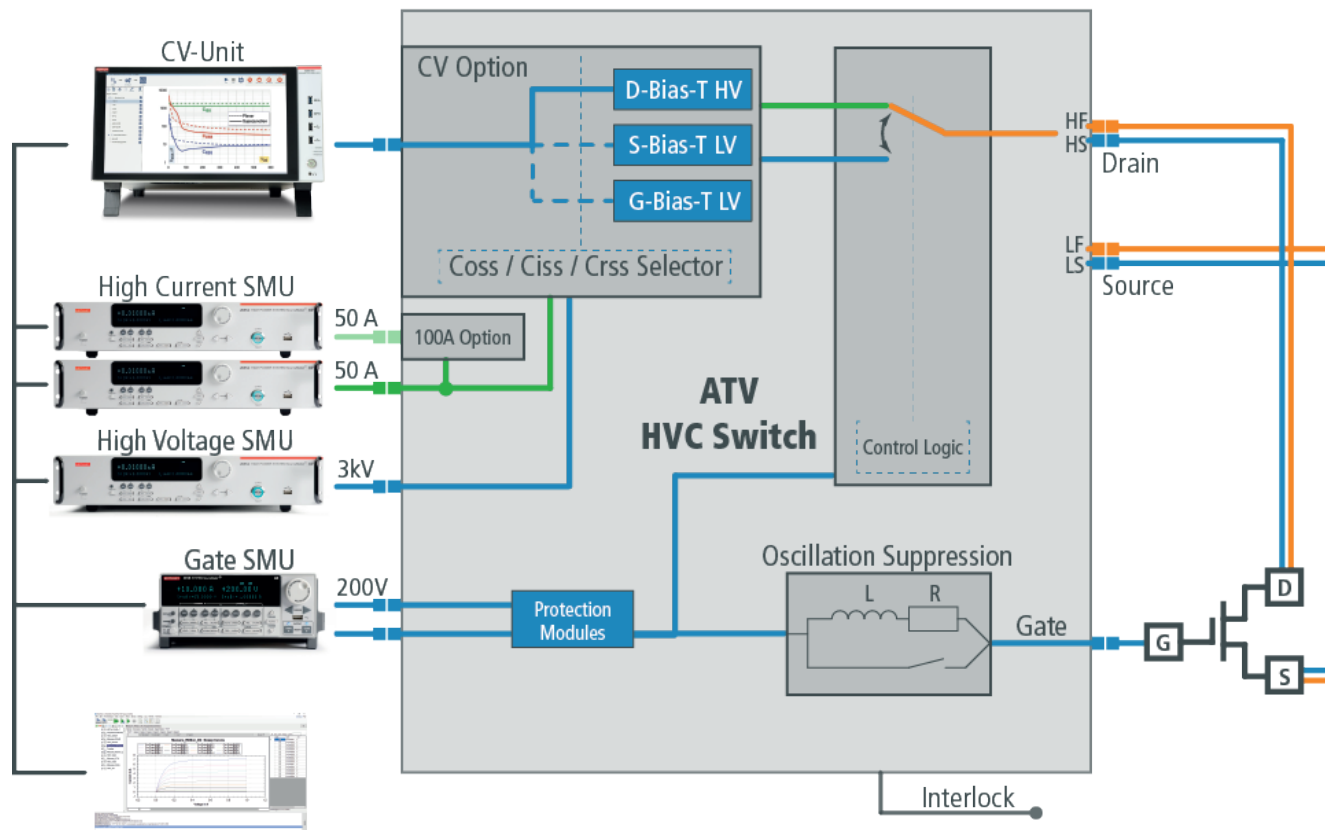 CV-Unit
CV Option
D-Bias-T HV
S-Bias-T LV
G-Bias-T LV
Coss / Ciss / Crss Selector
HF
HS
Drain
LF
LS
Source
High Current SMU
50 A
100A Option
50 A
ATV
HVC Switch
Control Logic
High Voltage SMU
3kV
Gate SMU
200V
Protection
Modules
Oscillation Suppression
L
R
Gate
G
D
S
Interlock